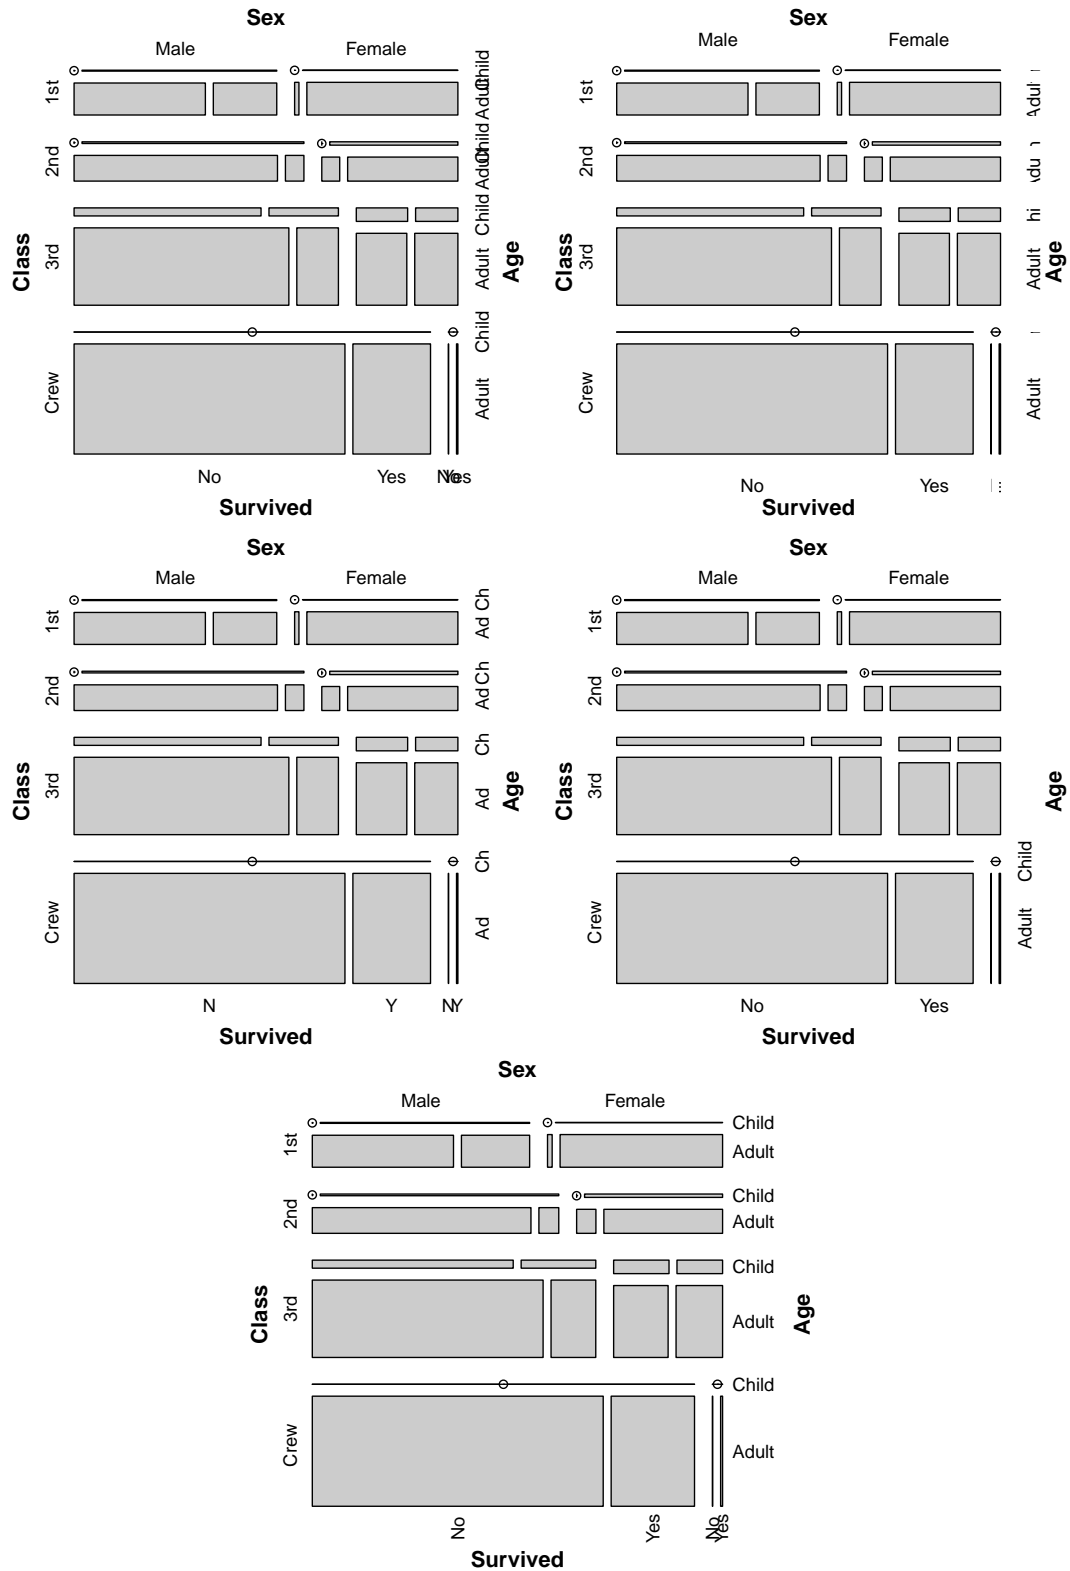 Sex
Male Female
1st Child
Adult
2nd Child
Adult
3rd Child
Adult
Class Age
Crew Child
Adult
No Yes No Yes
Survived
Sex
Male Female
1st
2nd
3rd Adult
Class Age
Crew Adult
No Yes
Survived
Sex
Male Female
1st Ch
Ad
2nd Ch
Ad
3rd Ch
Ad
Class Age
Crew Ch
Ad
N Y N Y
Survived
Sex
Male Female
1st
2nd
3rd
Class Age
Crew Child
Adult
No Yes
Survived
Sex
Male Female
1st Child
Adult
2nd Child
Adult
3rd Child
Adult
Class Age
Crew Child
Adult
No Yes No Yes
Survived